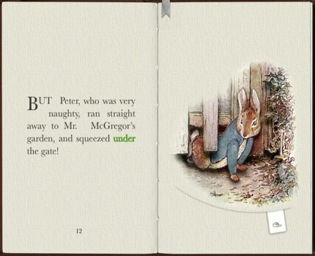 BUT Peter, who was very
naughty, ran straight
away to Mr. McGregor's
garden, and squeezed under
the gate!
12